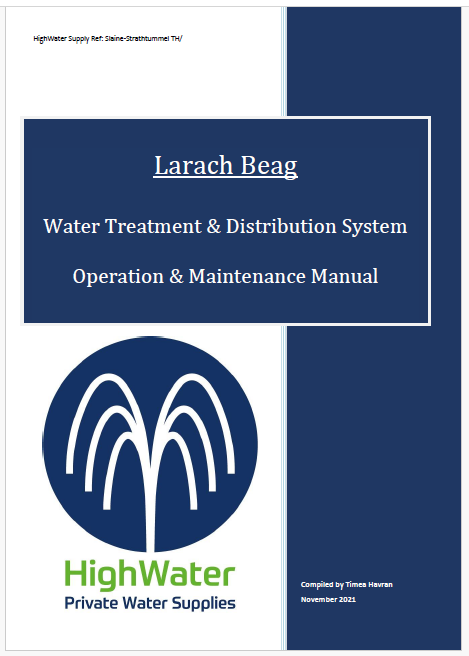 HighWater Supply Ref: Slaine-Strathtummel TH/
Larach Beag
Water Treatment & Distribution System
Operation & Maintenance Manual
HighWater
Private Water Supplies
Compiled by Timea Havran
November 2021